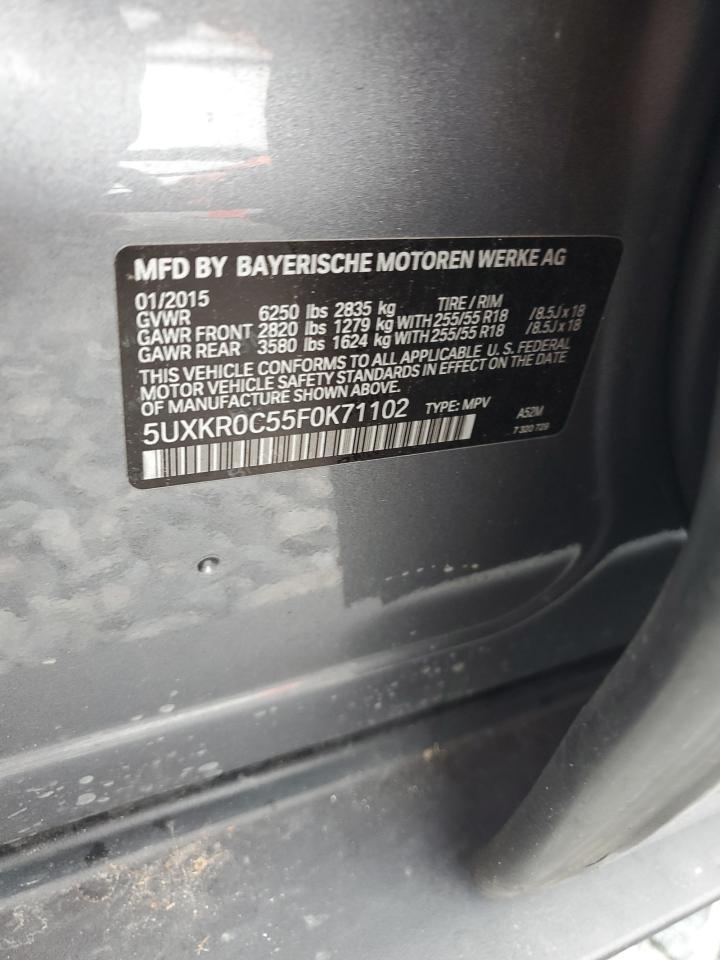 MFD BY BAYERISCHE MOTOREN WERKE AG
01/2015
GVWR 6250 lbs 2835 kg TIRE / RIM
GAWR FRONT 2820 lbs 1279 kg WITH 255/55 R18 /8.5J x 18
GAWR REAR 3580 lbs 1624 kg WITH 255/55 R18 /8.5J x 18
THIS VEHICLE CONFORMS TO ALL APPLICABLE U.S. FEDERAL
MOTOR VEHICLE SAFETY STANDARDS IN EFFECT ON THE DATE
OF MANUFACTURE SHOWN ABOVE.
5UXKR0C55F0K71102 TYPE: MPV A52M
7 320 729